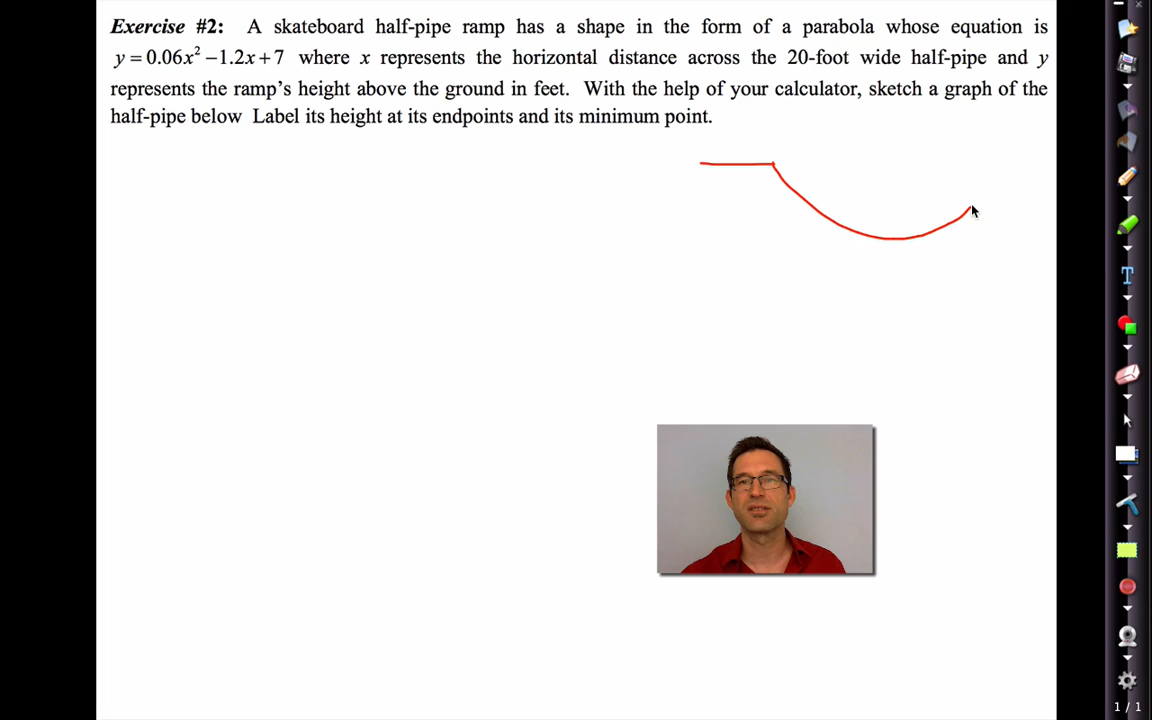 Exercise #2: A skateboard half-pipe ramp has a shape in the form of a parabola whose equation is
y = 0.06x² − 1.2x + 7 where x represents the horizontal distance across the 20-foot wide half-pipe and y
represents the ramp's height above the ground in feet. With the help of your calculator, sketch a graph of the
half-pipe below Label its height at its endpoints and its minimum point.
T
1 / 1